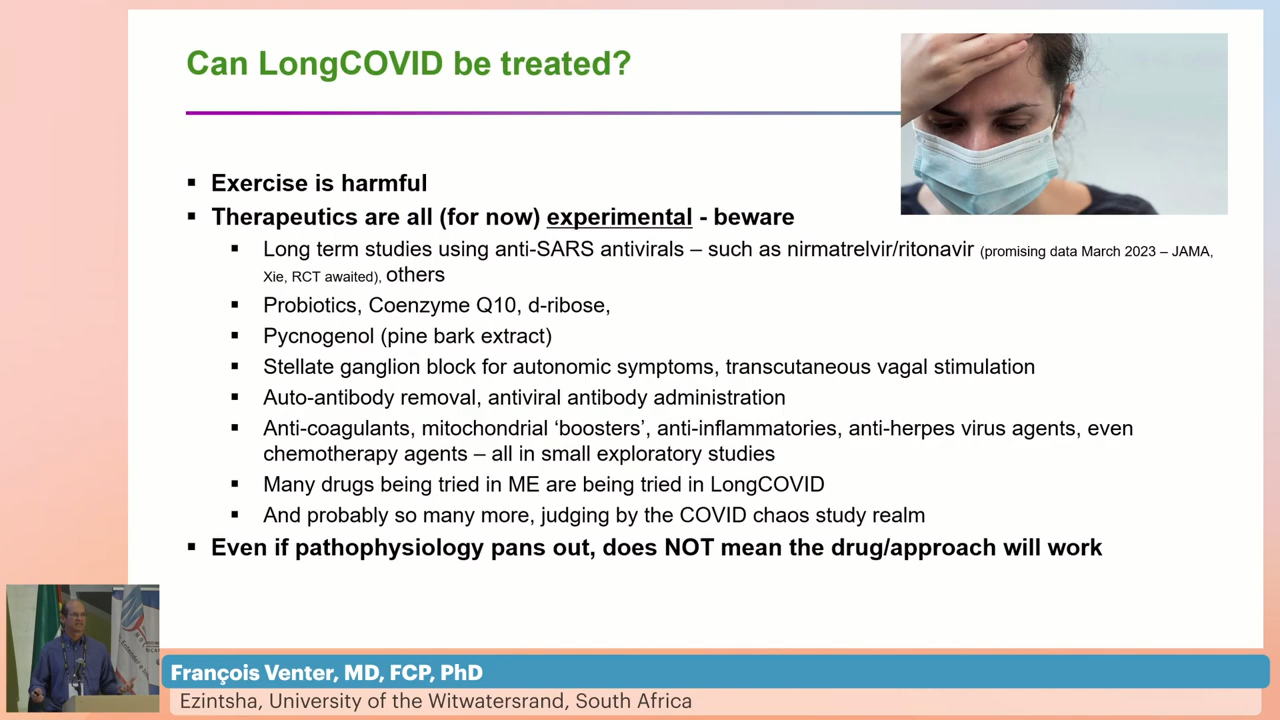 Can LongCOVID be treated?
▪ Exercise is harmful
▪ Therapeutics are all (for now) experimental - beware
▪ Long term studies using anti-SARS antivirals – such as nirmatrelvir/ritonavir (promising data March 2023 – JAMA,
Xie, RCT awaited), others
▪ Probiotics, Coenzyme Q10, d-ribose,
▪ Pycnogenol (pine bark extract)
▪ Stellate ganglion block for autonomic symptoms, transcutaneous vagal stimulation
▪ Auto-antibody removal, antiviral antibody administration
▪ Anti-coagulants, mitochondrial ‘boosters’, anti-inflammatories, anti-herpes virus agents, even
chemotherapy agents – all in small exploratory studies
▪ Many drugs being tried in ME are being tried in LongCOVID
▪ And probably so many more, judging by the COVID chaos study realm
▪ Even if pathophysiology pans out, does NOT mean the drug/approach will work
François Venter, MD, FCP, PhD
Ezintsha, University of the Witwatersrand, South Africa